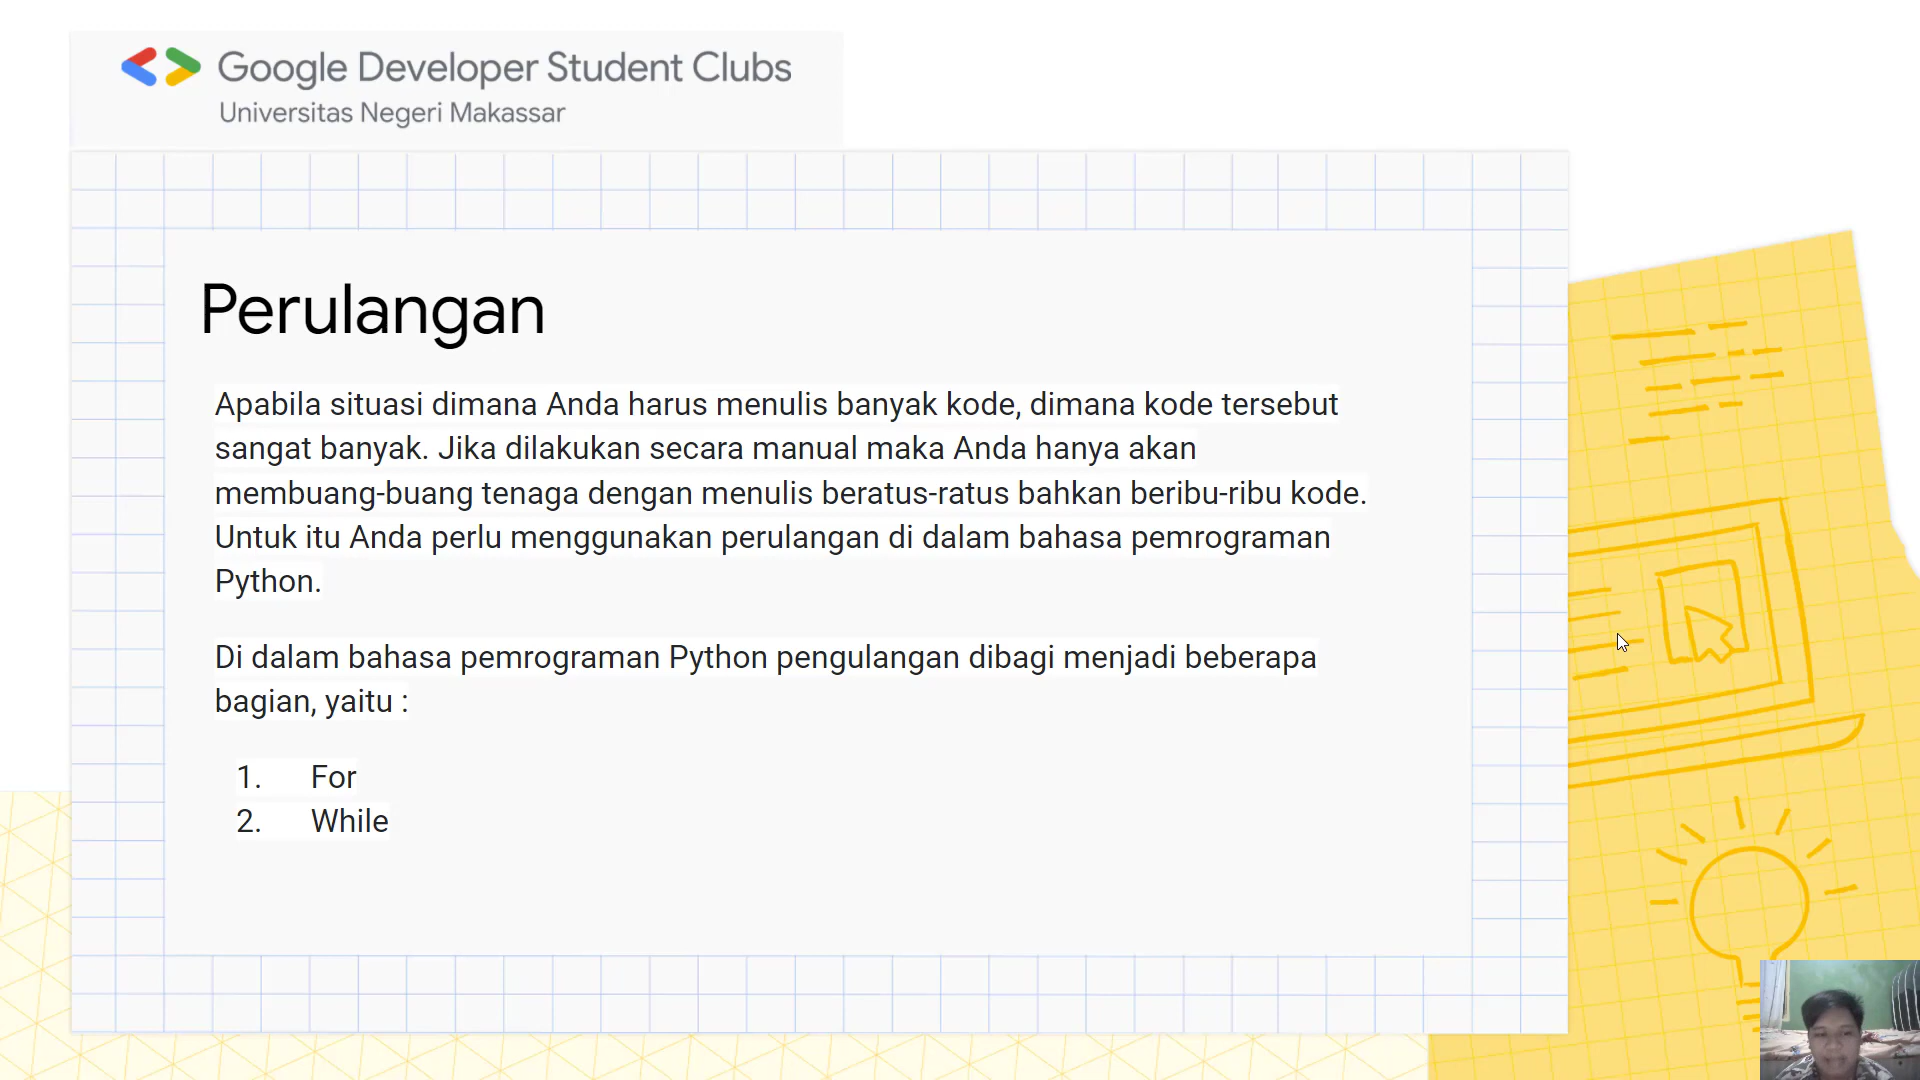 Google Developer Student Clubs
Universitas Negeri Makassar
Perulangan
Apabila situasi dimana Anda harus menulis banyak kode, dimana kode tersebut
sangat banyak. Jika dilakukan secara manual maka Anda hanya akan
membuang-buang tenaga dengan menulis beratus-ratus bahkan beribu-ribu kode.
Untuk itu Anda perlu menggunakan perulangan di dalam bahasa pemrograman
Python.
Di dalam bahasa pemrograman Python pengulangan dibagi menjadi beberapa
bagian, yaitu :
1. For
2. While